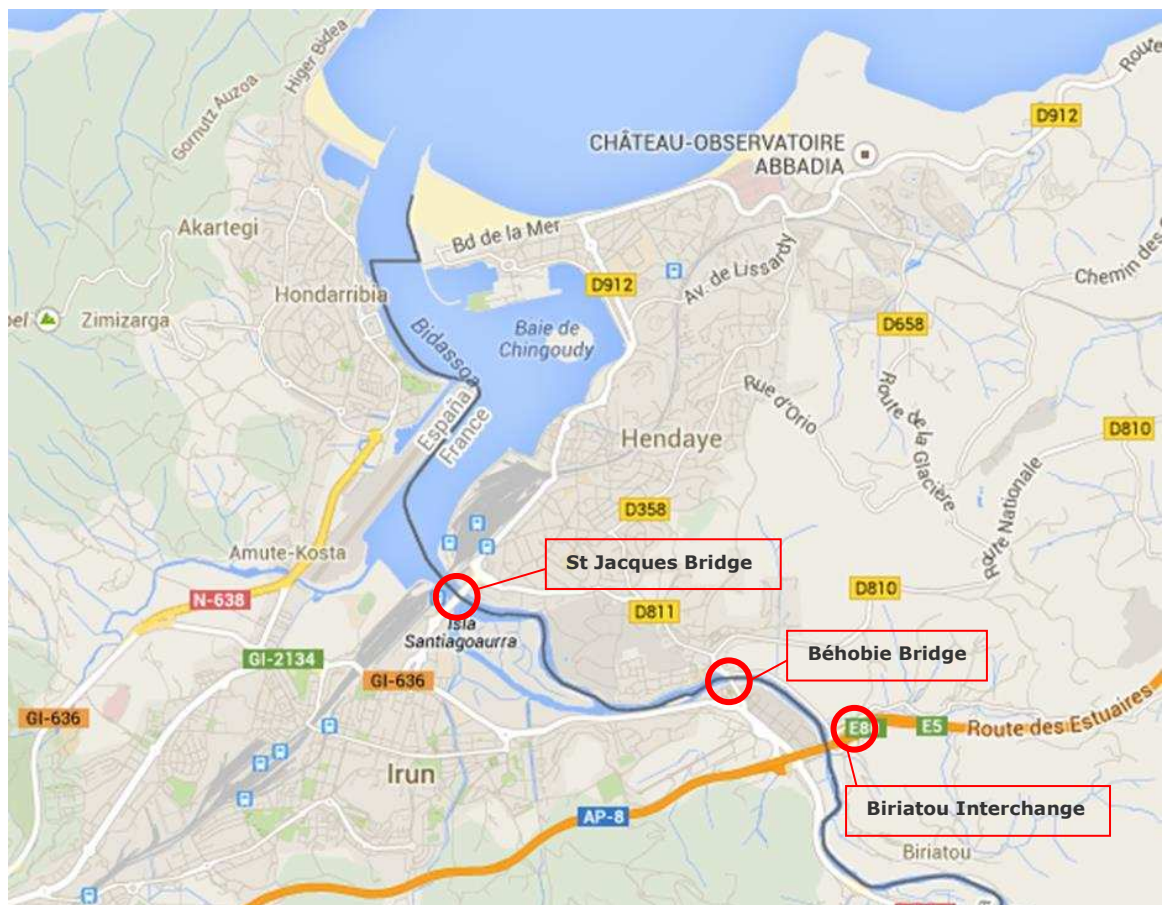 Higer Bidea
Gornutz Auzoa
Route
D912
CHÂTEAU-OBSERVATOIRE
ABBADIA
Akartegi
Bd de la Mer
Av. de Lissardy
Chemin des
Hondarribia
D912
Zimizarga
Baie de
Chingoudy
D658
Bidassoa
España
France
Rue d'Orio
Route
de la
Glacière
D810
Hendaye
Route Nationale
D358
Amute-Kosta
St Jacques Bridge
N-638
D810
D811
Isla
Santiagoaurra
Béhobie Bridge
GI-2134
GI-636
GI-636
E5
Route des Estuaires
Irun
Biriatou Interchange
AP-8
Biriatou